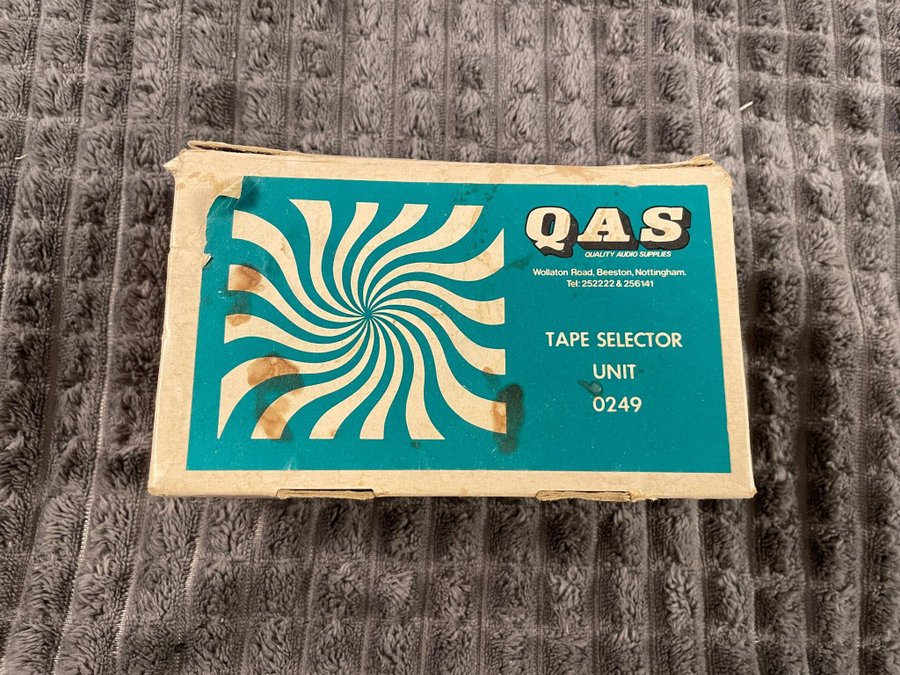 QAS
QUALITY AUDIO SUPPLIES
Wollaton Road, Beeston, Nottingham.
Tel: 252222 & 256141
TAPE SELECTOR
UNIT
0249